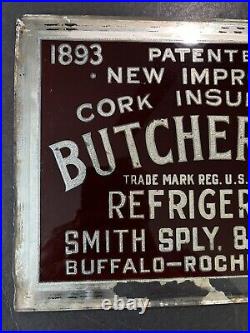 1893 PATENTE
NEW IMPR
CORK INSU
BUTCHER
TRADE MARK REG. U.S.
REFRIGER
SMITH SPLY. &
BUFFALO—ROCH